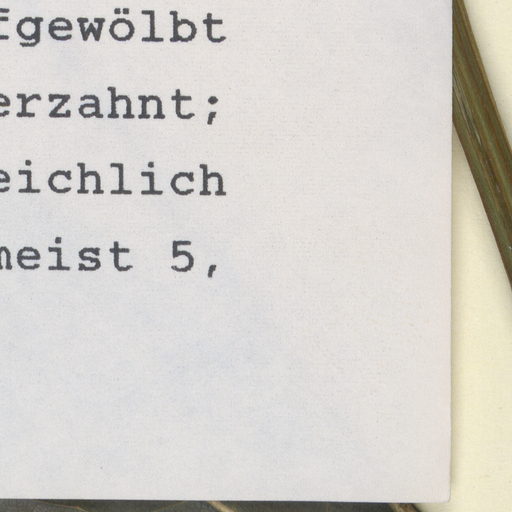 fgewölbt
erzahnt;
eichlich
meist 5,